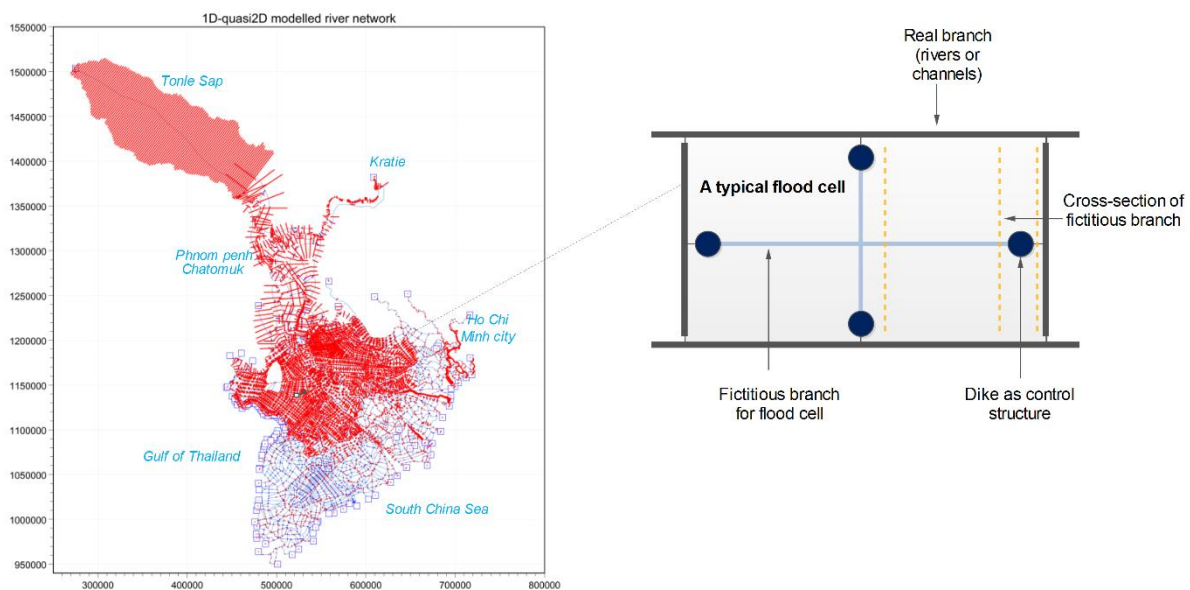 1D-quasi2D modelled river network
1550000
1500000
1450000
1400000
1350000
1300000
1250000
1200000
1150000
1100000
1050000
1000000
950000
300000
400000
500000
600000
700000
800000
Tonle Sap
Kratie
Phnom penh
Chatomuk
Ho Chi
Minh city
Gulf of Thailand
South China Sea
Real branch
(rivers or
channels)
A typical flood cell
Cross-section of
fictitious branch
Fictitious branch
for flood cell
Dike as control
structure